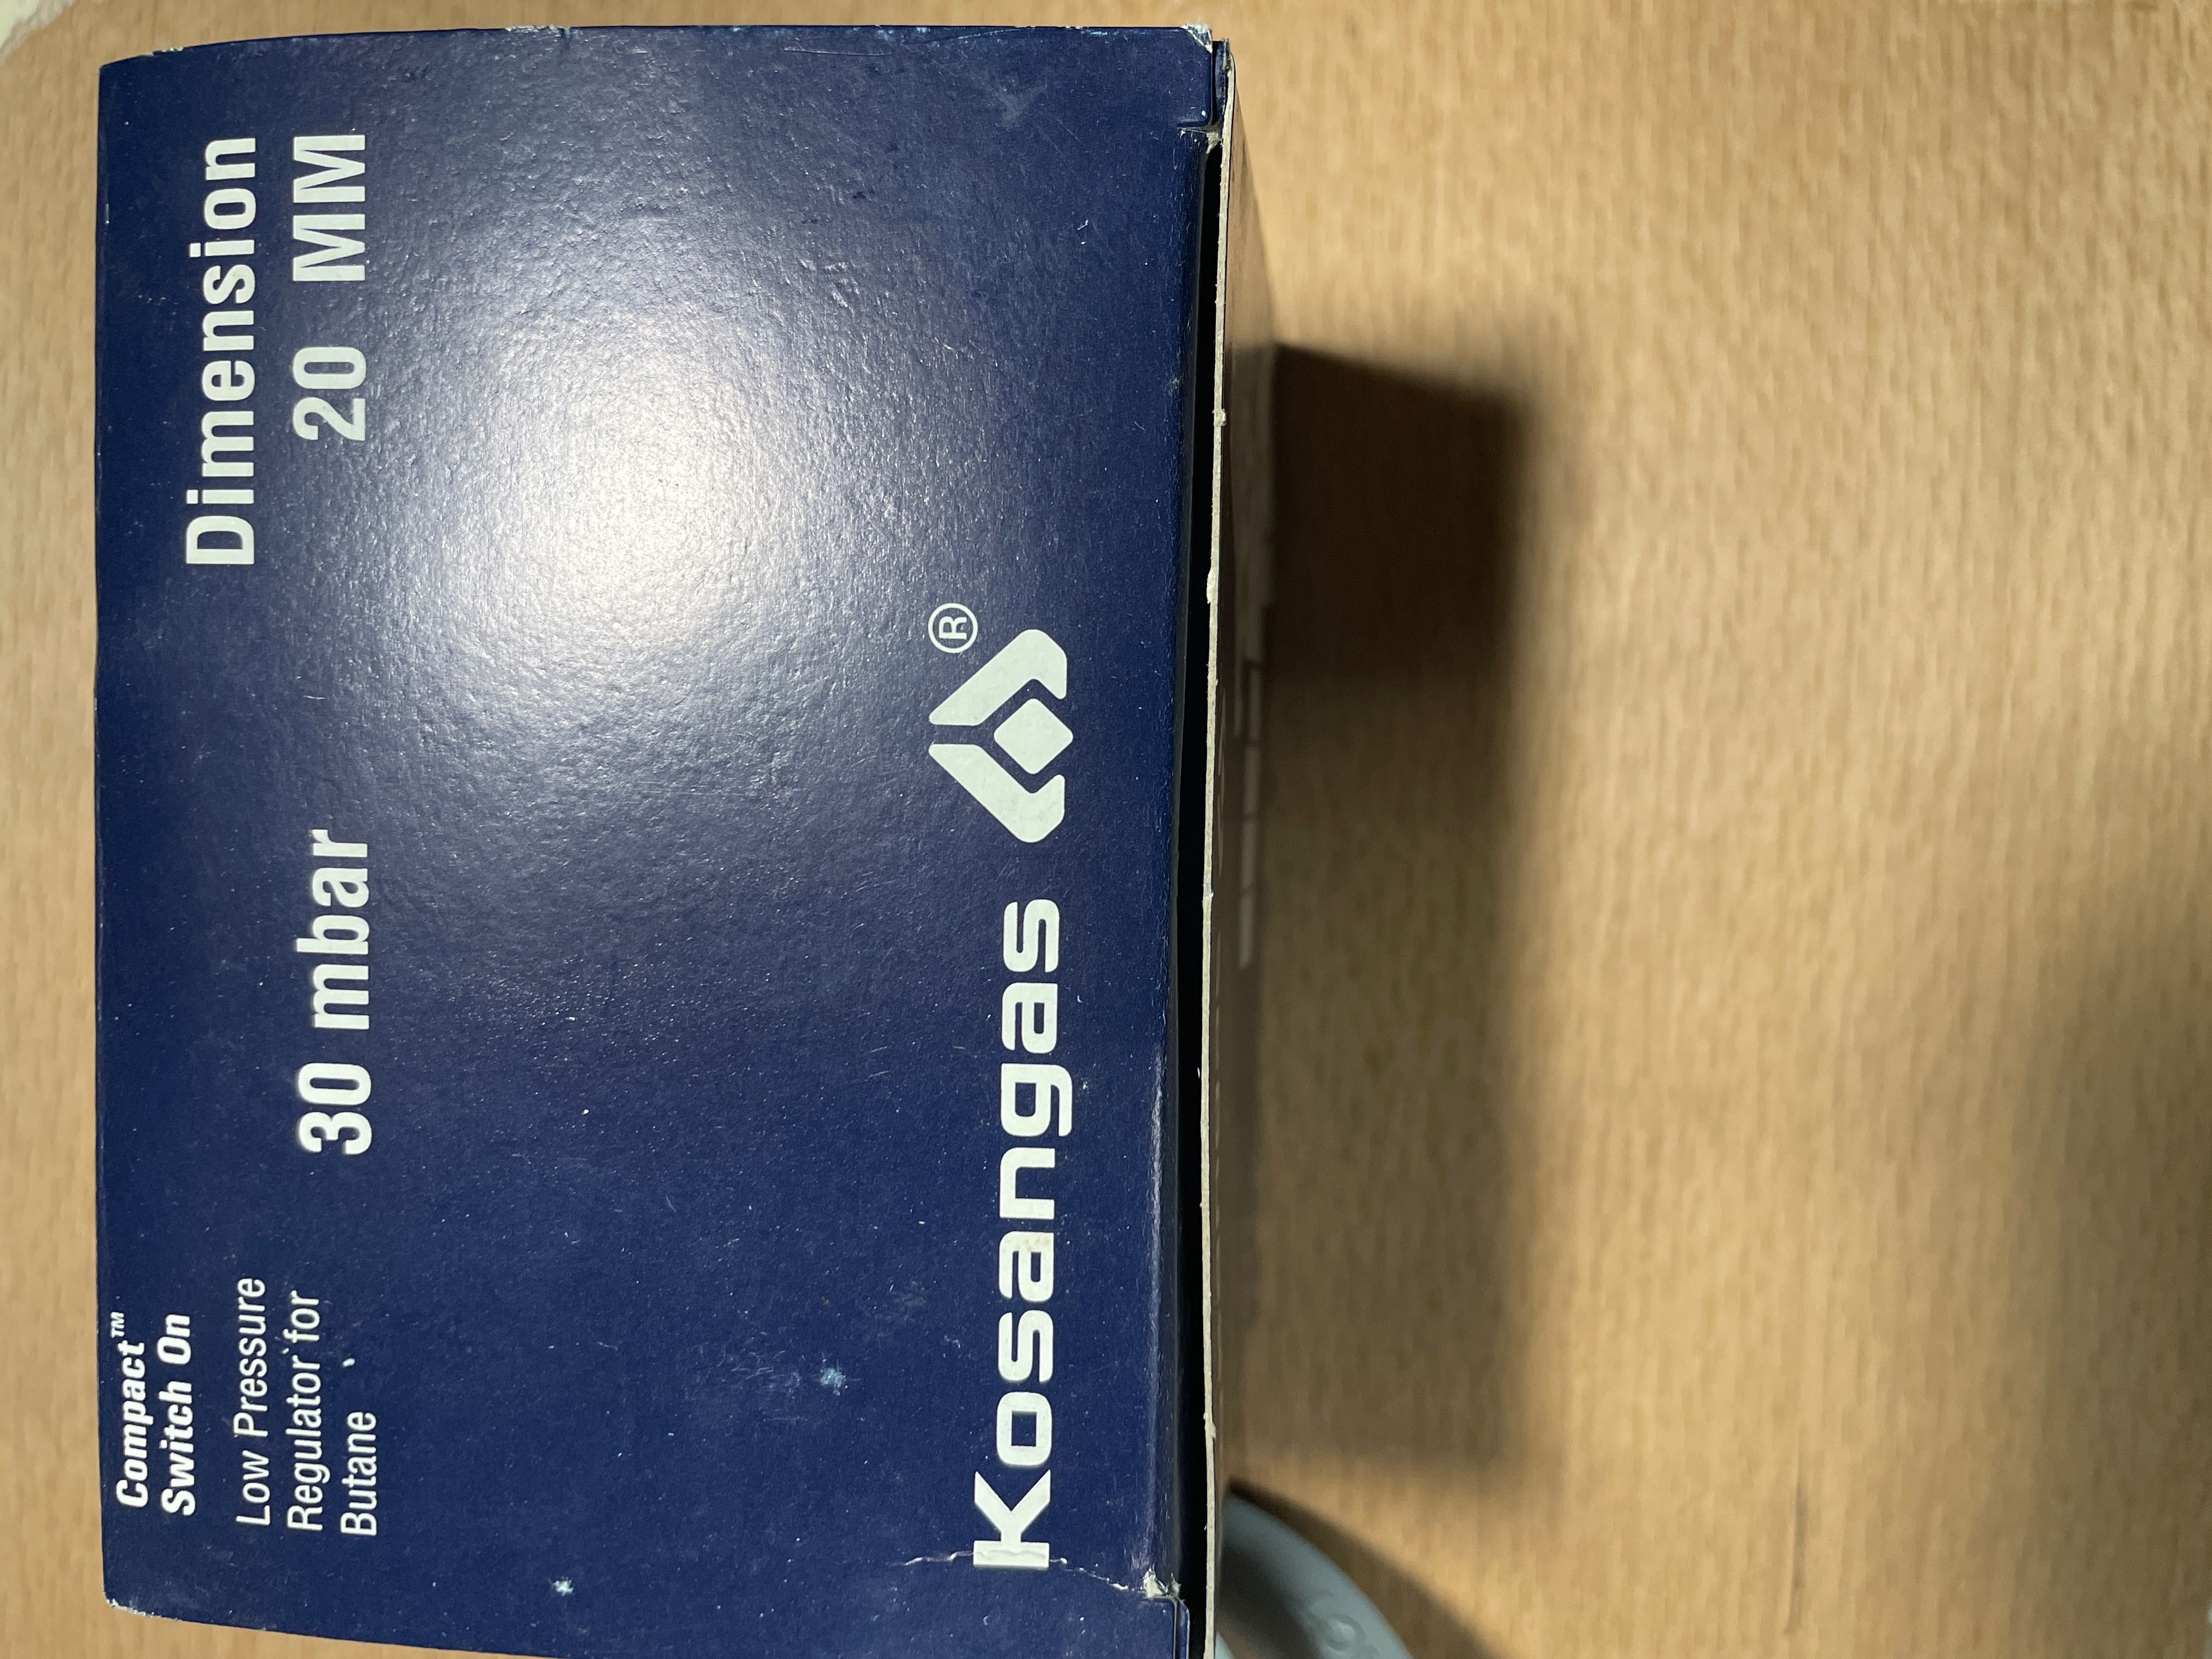 Compact™
Switch On
Low Pressure
Regulator for
Butane
30 mbar
Dimension
20 MM
Kosangas ®